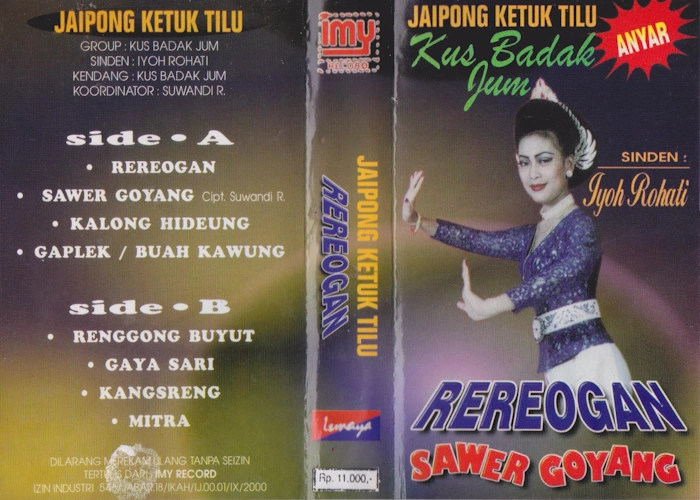 JAIPONG KETUK TILU
GROUP : KUS BADAK JUM
SINDEN : IYOH ROHATI
KENDANG : KUS BADAK JUM
KOORDINATOR : SUWANDI R.
side • A
• REREOGAN
• SAWER GOYANG Cipt. Suwandi R.
• KALONG HIDEUNG
• GAPLEK / BUAH KAWUNG
side • B
• RENGGONG BUYUT
• GAYA SARI
• KANGSRENG
• MITRA
DILARANG MEREKAM ULANG TANPA SEIZIN
DARI IMY RECORD
IZIN INDUSTRI
imy
RECORD
JAIPONG KETUK TILU
REREOGAN
Lemaya
Rp. 11.000,-
JAIPONG KETUK TILU
Kus Badak
Jum
ANYAR
SINDEN :
Iyoh Rohati
REREOGAN
SAWER GOYANG